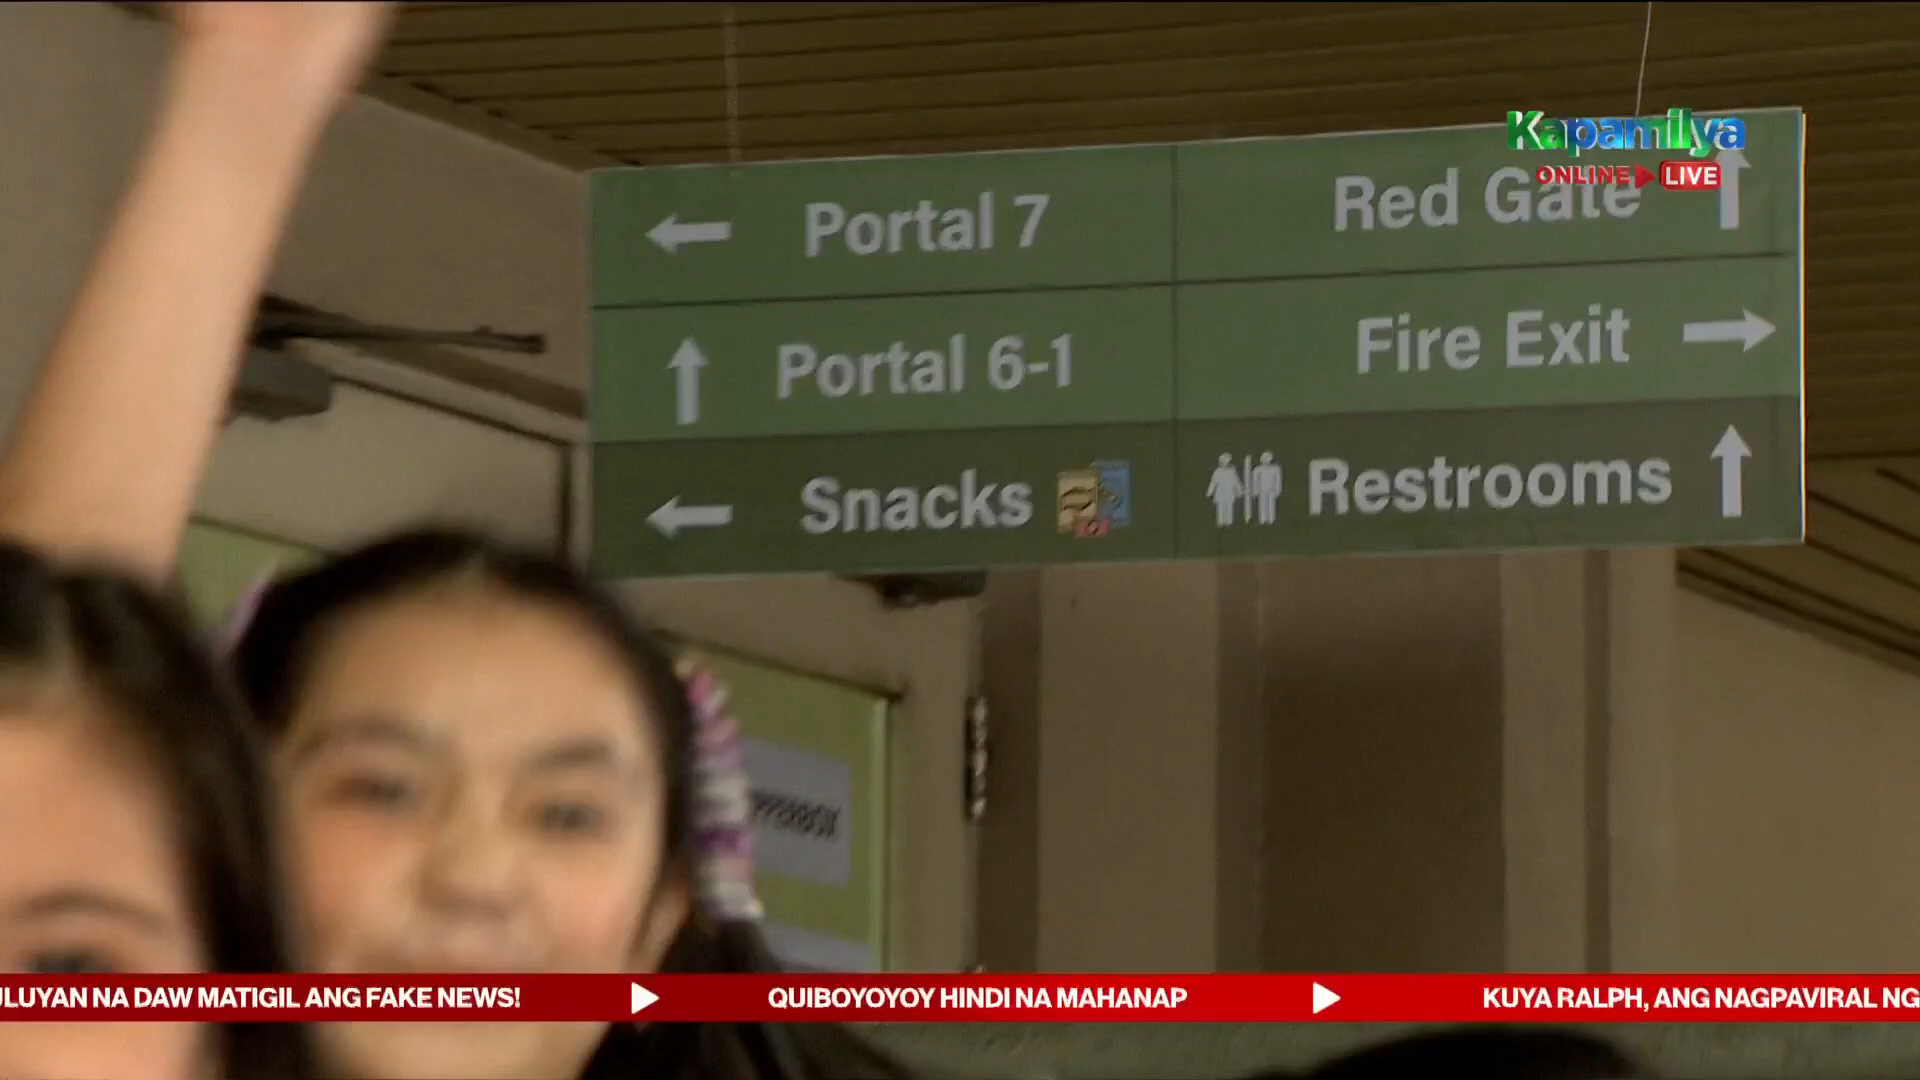 Kapamilya
ONLINE LIVE
Portal 7
Red Gate
Portal 6-1
Fire Exit
Snacks
Restrooms
NA DAW MATIGIL ANG FAKE NEWS!
QUIBOYOYOY HINDI NA MAHANAP
KUYA RALPH, ANG NAGPAVIRAL NG